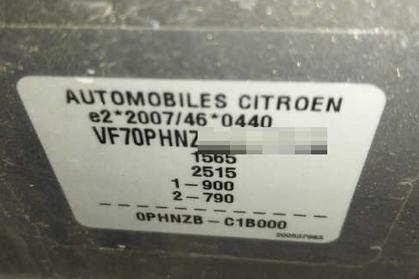 AUTOMOBILES CITROEN
e2*2007/46*0440
VF70PHNZ
1565
2515
1-900
2-790
0PHNZB-C1B000